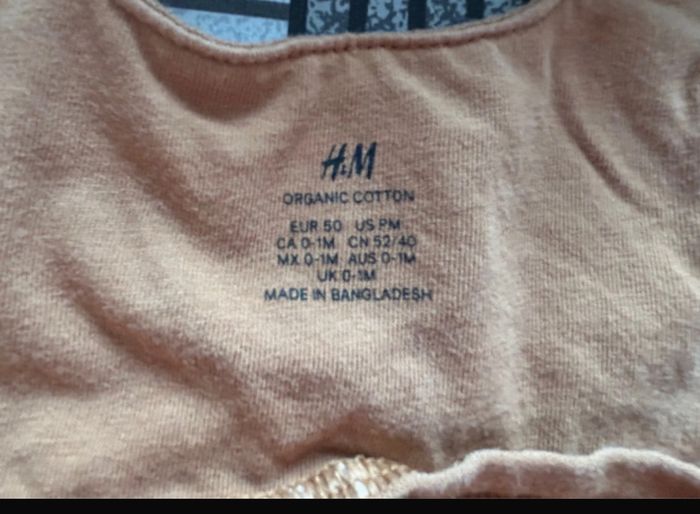 H&M
ORGANIC COTTON
EUR 50 US PM
CA 0-1M CN 52/40
MX 0-1M AUS 0-1M
UK 0-1M
MADE IN BANGLADESH